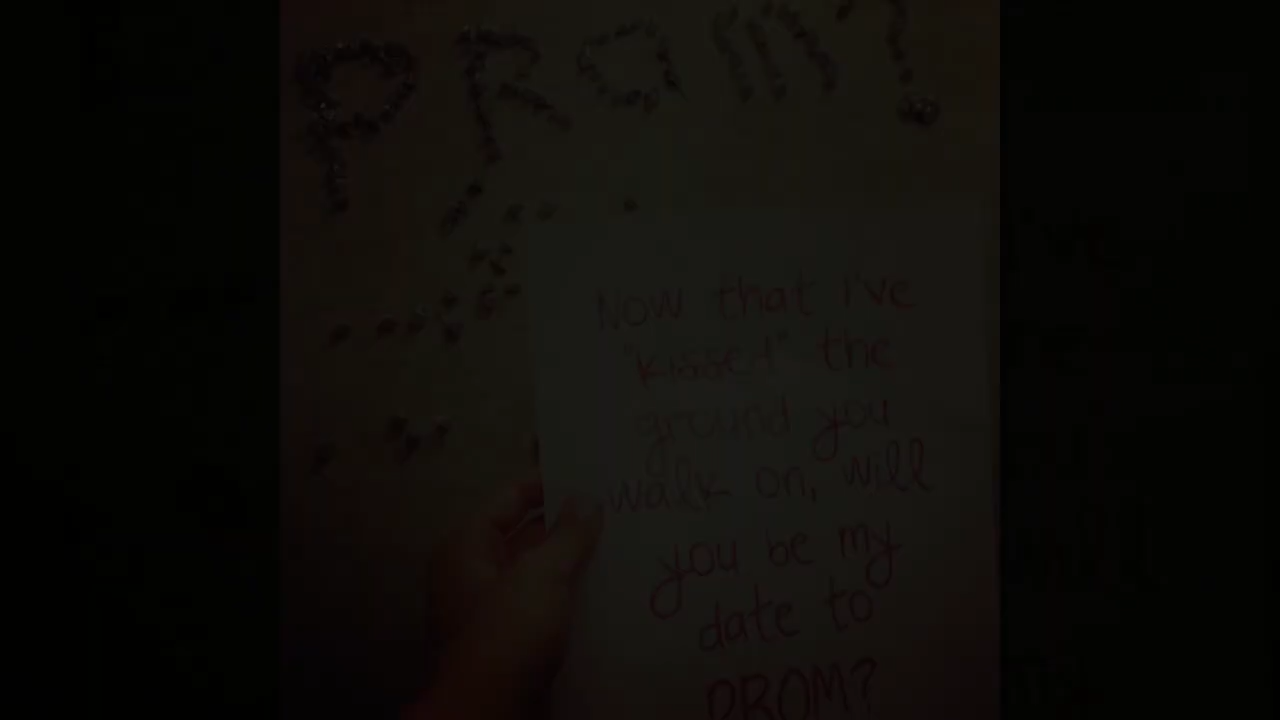 PROM?
Now that i've
"kissed" the
ground you
walk on, will
you be my
date to
PROM?